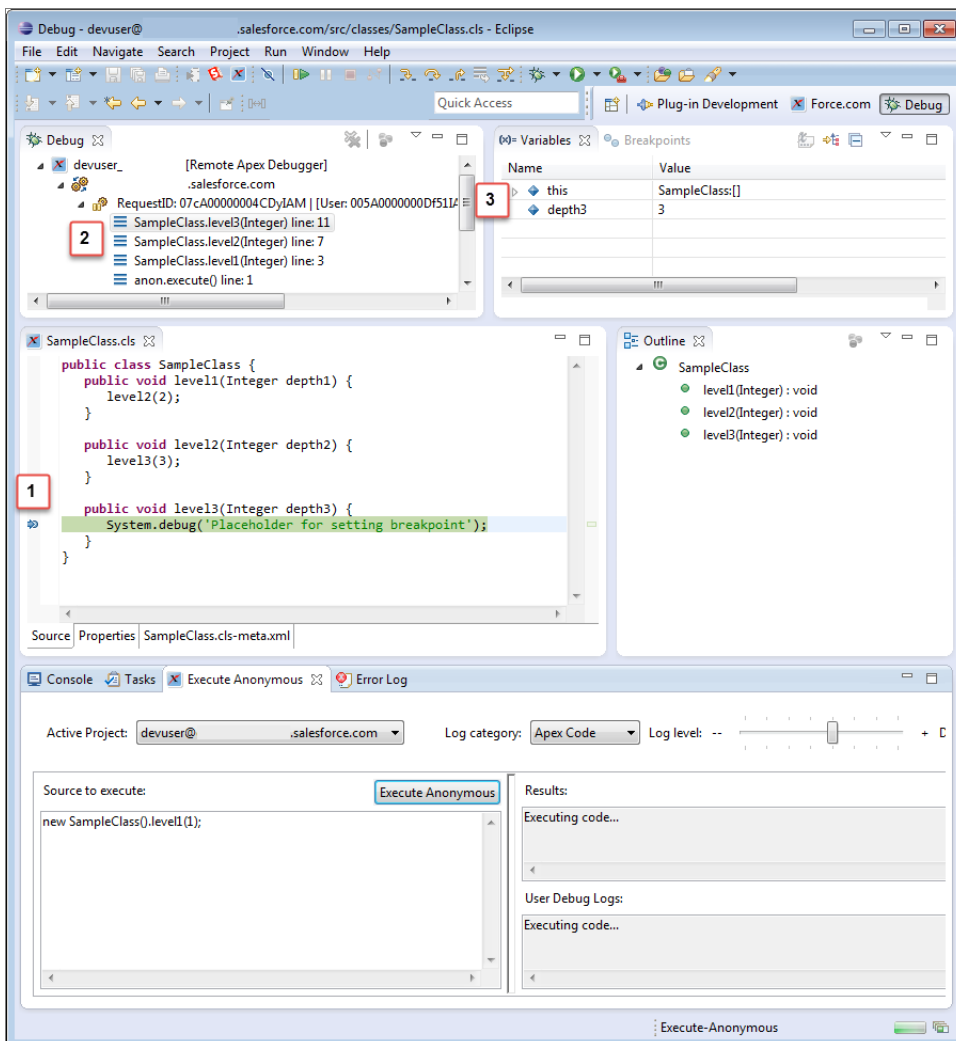 Debug - devuser@ .salesforce.com/src/classes/SampleClass.cls - Eclipse
File Edit Navigate Search Project Run Window Help
Quick Access
Plug-in Development Force.com Debug
Debug
devuser_ [Remote Apex Debugger]
.salesforce.com
RequestID: 07cA00000004CDyIAM | [User: 005A0000000Df51IA
SampleClass.level3(Integer) line: 11
2
SampleClass.level2(Integer) line: 7
SampleClass.level1(Integer) line: 3
anon.execute() line: 1
(x)= Variables Breakpoints
Name Value
3
this SampleClass:[]
depth3 3
SampleClass.cls
public class SampleClass {
public void level1(Integer depth1) {
level2(2);
}
public void level2(Integer depth2) {
level3(3);
}
1
public void level3(Integer depth3) {
System.debug('Placeholder for setting breakpoint');
}
}
Source Properties SampleClass.cls-meta.xml
Outline
SampleClass
level1(Integer) : void
level2(Integer) : void
level3(Integer) : void
Console Tasks Execute Anonymous Error Log
Active Project: devuser@ .salesforce.com Log category: Apex Code Log level: -- + D
Source to execute: Execute Anonymous
new SampleClass().level1(1);
Results:
Executing code...
User Debug Logs:
Executing code...
Execute-Anonymous